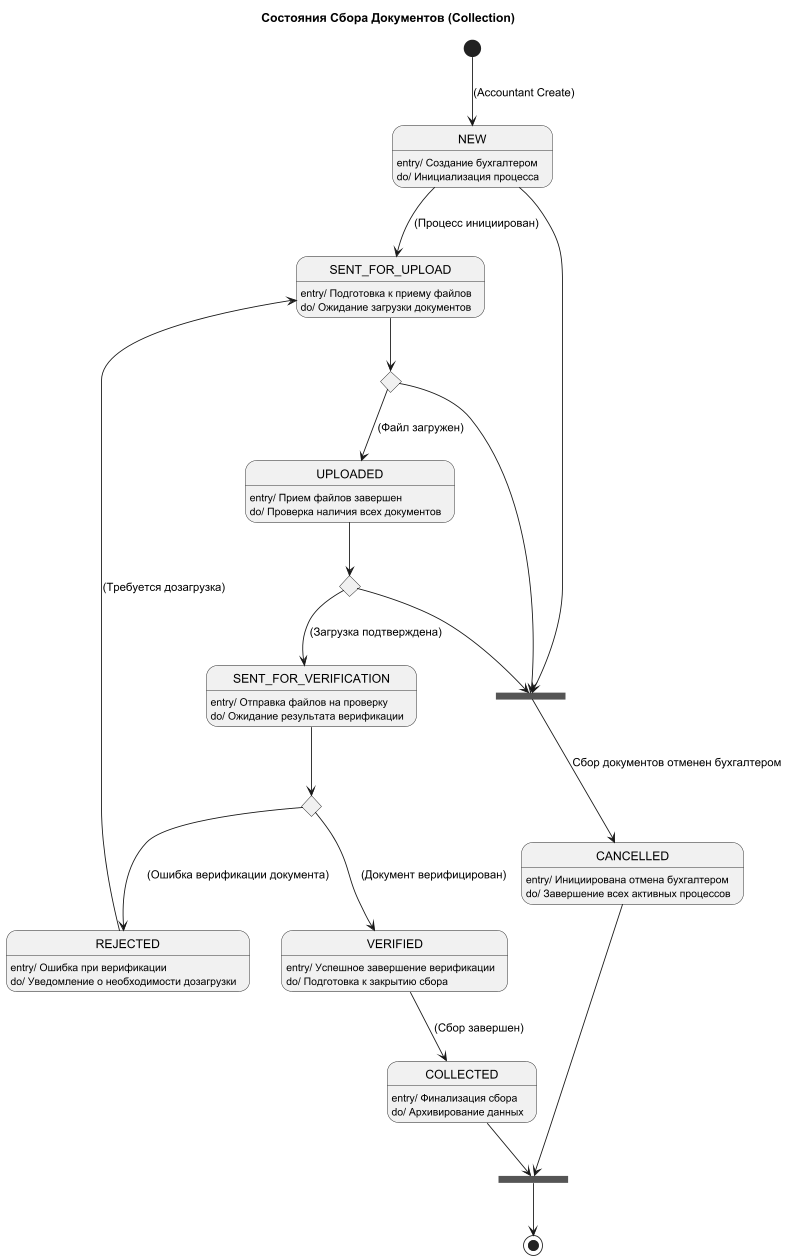 Состояния Сбора Документов (Collection)
(Accountant Create)
NEW
entry/ Создание бухгалтером
do/ Инициализация процесса
(Процесс инициирован)
SENT_FOR_UPLOAD
entry/ Подготовка к приему файлов
do/ Ожидание загрузки документов
(Файл загружен)
UPLOADED
entry/ Прием файлов завершен
do/ Проверка наличия всех документов
(Требуется дозагрузка)
(Загрузка подтверждена)
SENT_FOR_VERIFICATION
entry/ Отправка файлов на проверку
do/ Ожидание результата верификации
Сбор документов отменен бухгалтером
CANCELLED
entry/ Инициирована отмена бухгалтером
do/ Завершение всех активных процессов
(Ошибка верификации документа)
(Документ верифицирован)
REJECTED
entry/ Ошибка при верификации
do/ Уведомление о необходимости дозагрузки
VERIFIED
entry/ Успешное завершение верификации
do/ Подготовка к закрытию сбора
(Сбор завершен)
COLLECTED
entry/ Финализация сбора
do/ Архивирование данных